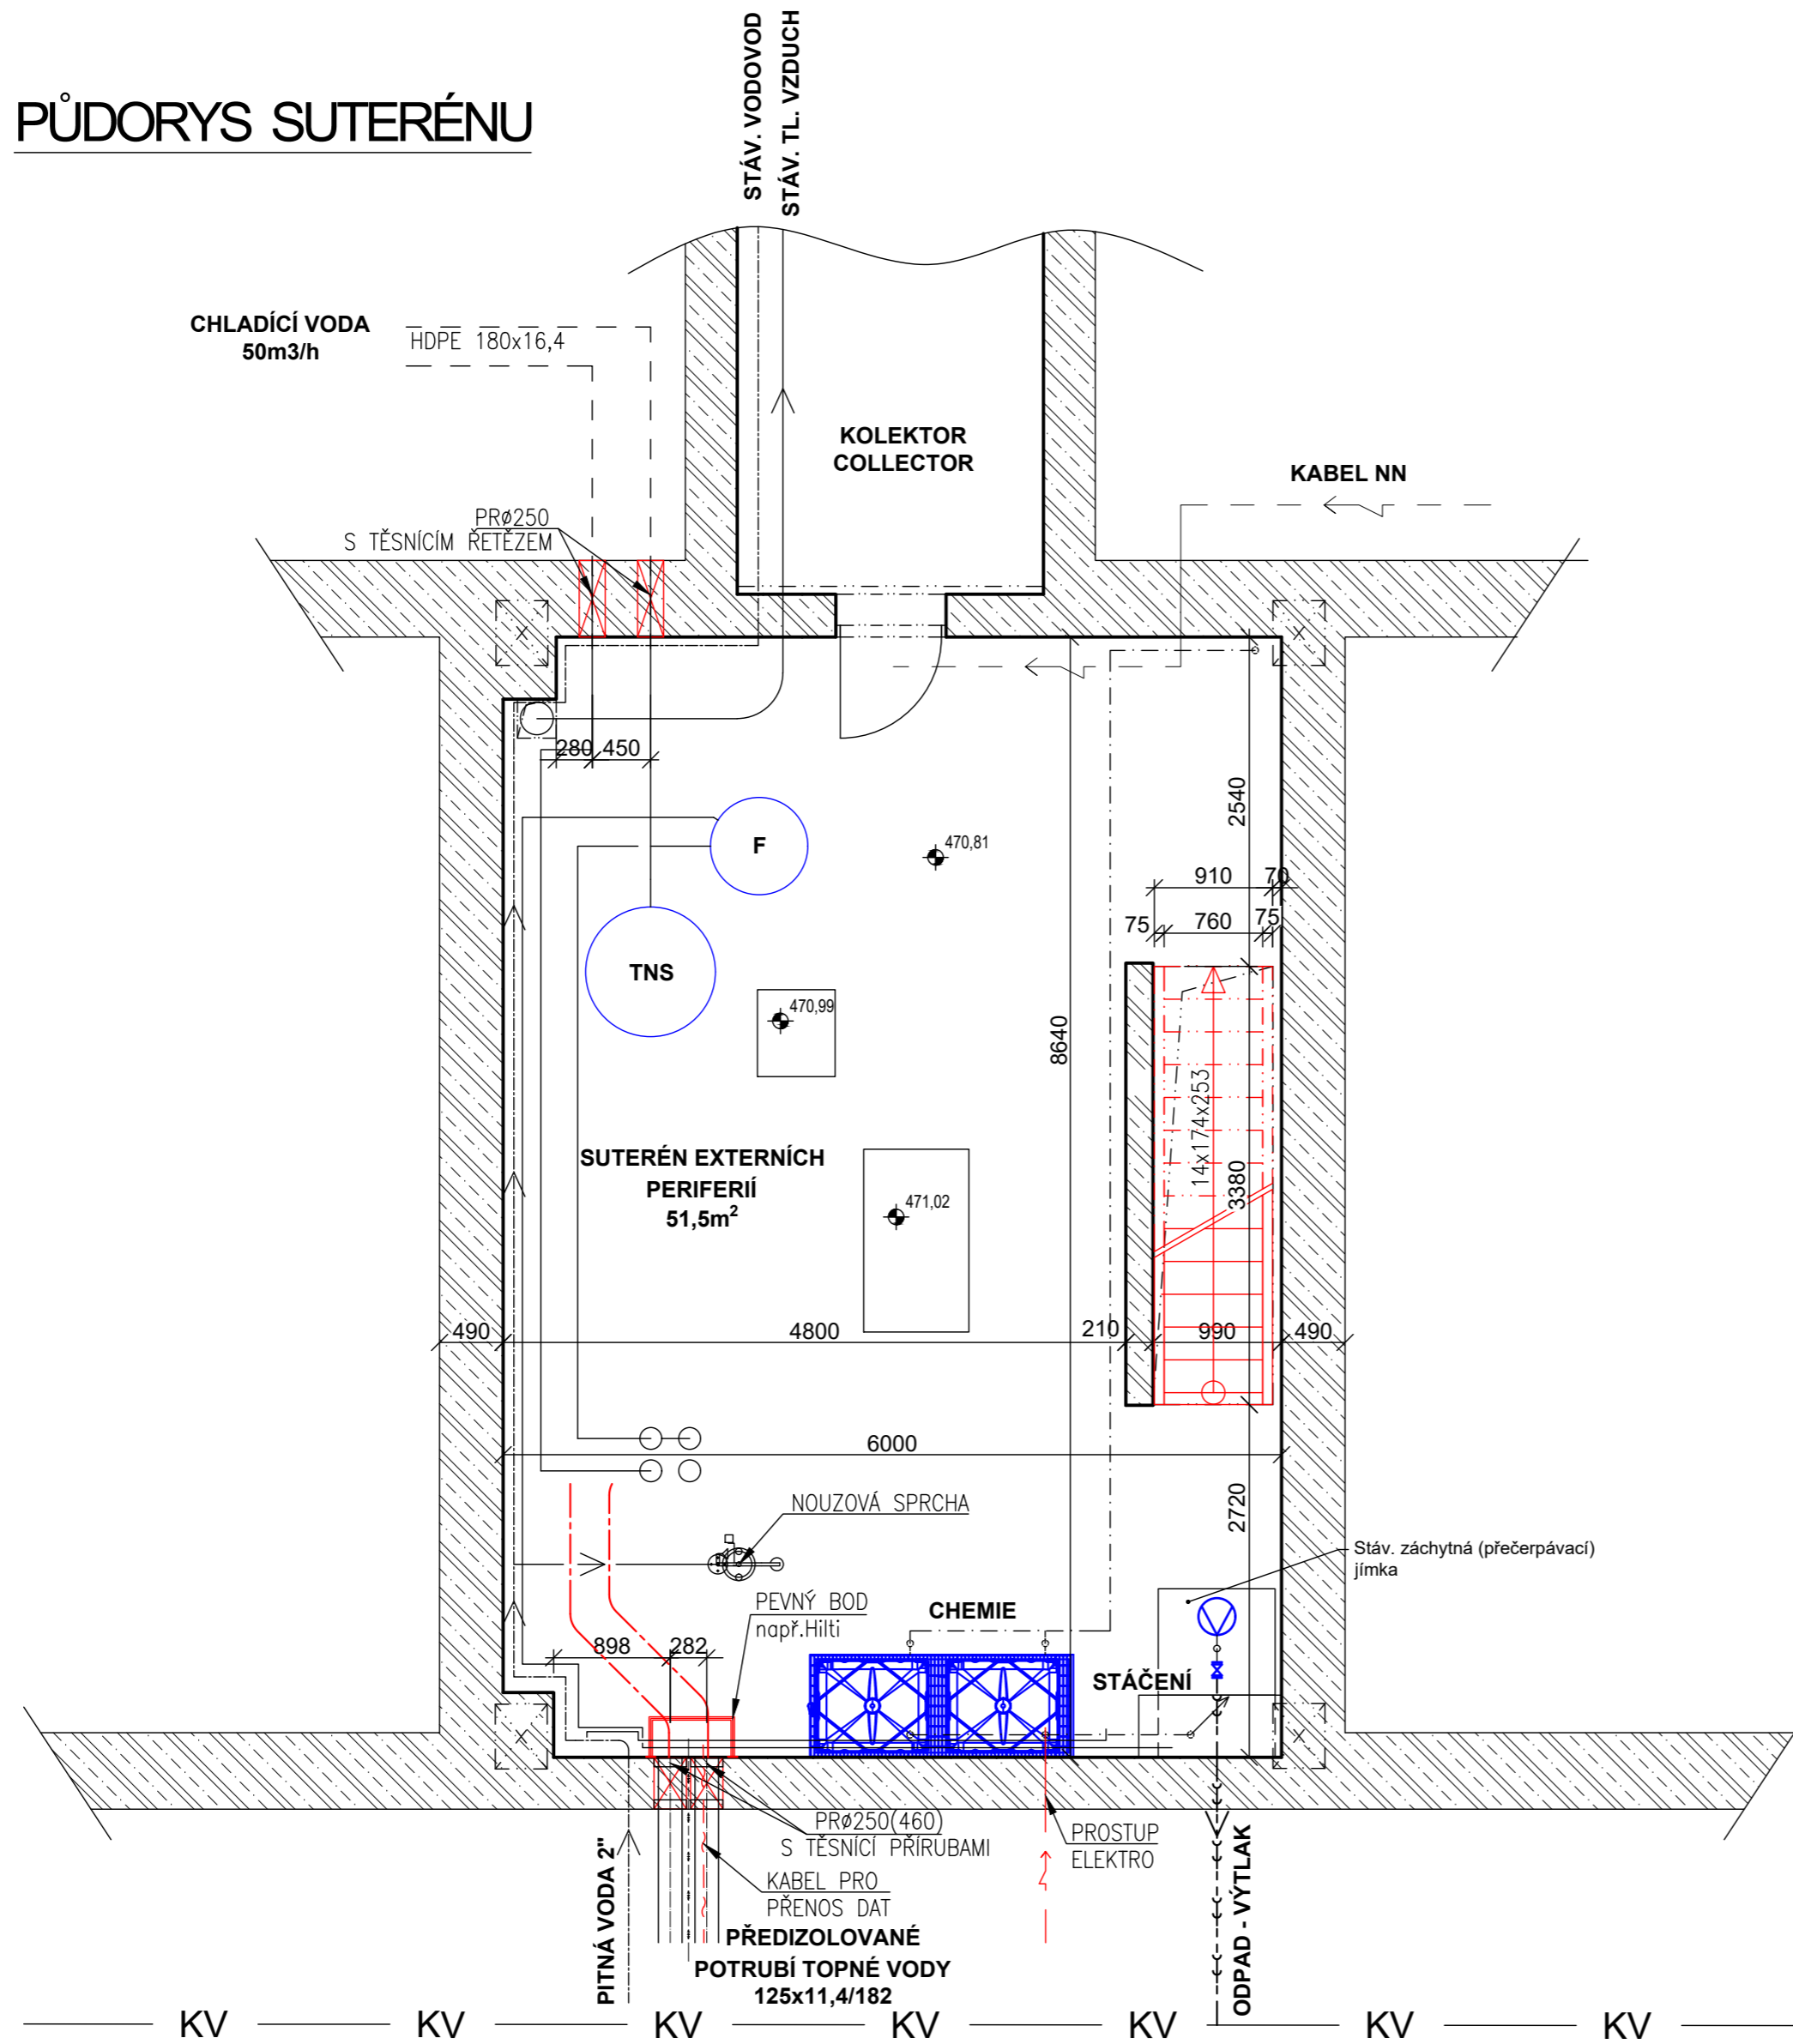 PŮDORYS SUTERÉNU
STÁV. VODOVOD
STÁV. TL. VZDUCH
CHLADÍCÍ VODA
50m3/h
HDPE 180x16,4
KOLEKTOR
COLLECTOR
KABEL NN
PRø250
S TĚSNÍCÍM ŘETĚZEM
280
450
2540
F
470,81
910
70
75
760
75
TNS
470,99
8640
14x174x253
SUTERÉN EXTERNÍCH
PERIFERIÍ
51,5m²
471,02
3380
490
4800
210
990
490
6000
NOUZOVÁ SPRCHA
2720
Stáv. záchytná (přečerpávací)
jímka
PEVNÝ BOD
např.Hilti
CHEMIE
898
282
STÁČENÍ
PRø250(460)
S TĚSNÍCÍ PŘÍRUBAMI
PROSTUP
ELEKTRO
KABEL PRO
PŘENOS DAT
PITNÁ VODA 2"
PŘEDIZOLOVANÉ
POTRUBÍ TOPNÉ VODY
125x11,4/182
ODPAD - VÝTLAK
KV KV KV KV KV KV KV